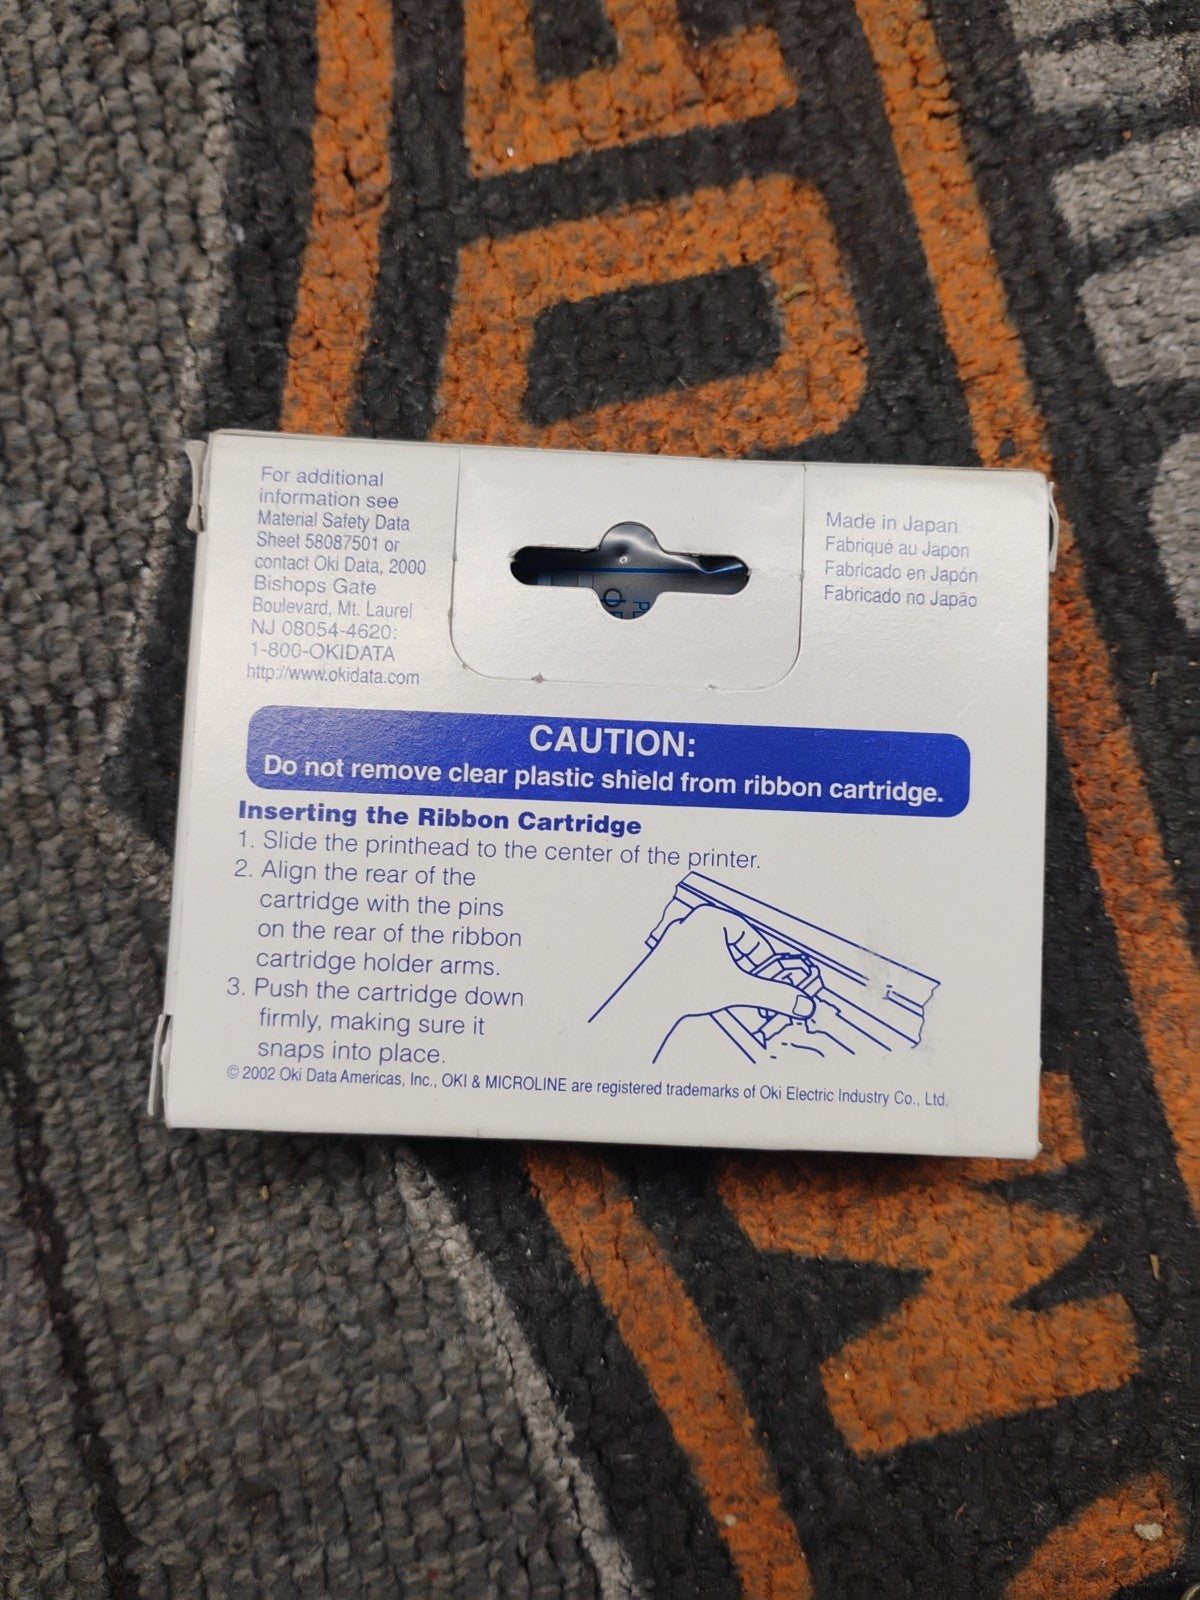 For additional
information see
Material Safety Data
Sheet 58087501 or
contact Oki Data, 2000
Bishops Gate
Boulevard, Mt. Laurel
NJ 08054-4620:
1-800-OKIDATA
http://www.okidata.com
Made in Japan
Fabriqué au Japon
Fabricado en Japón
Fabricado no Japão
CAUTION:
Do not remove clear plastic shield from ribbon cartridge.
Inserting the Ribbon Cartridge
1. Slide the printhead to the center of the printer.
2. Align the rear of the
cartridge with the pins
on the rear of the ribbon
cartridge holder arms.
3. Push the cartridge down
firmly, making sure it
snaps into place.
© 2002 Oki Data Americas, Inc., OKI & MICROLINE are registered trademarks of Oki Electric Industry Co., Ltd.